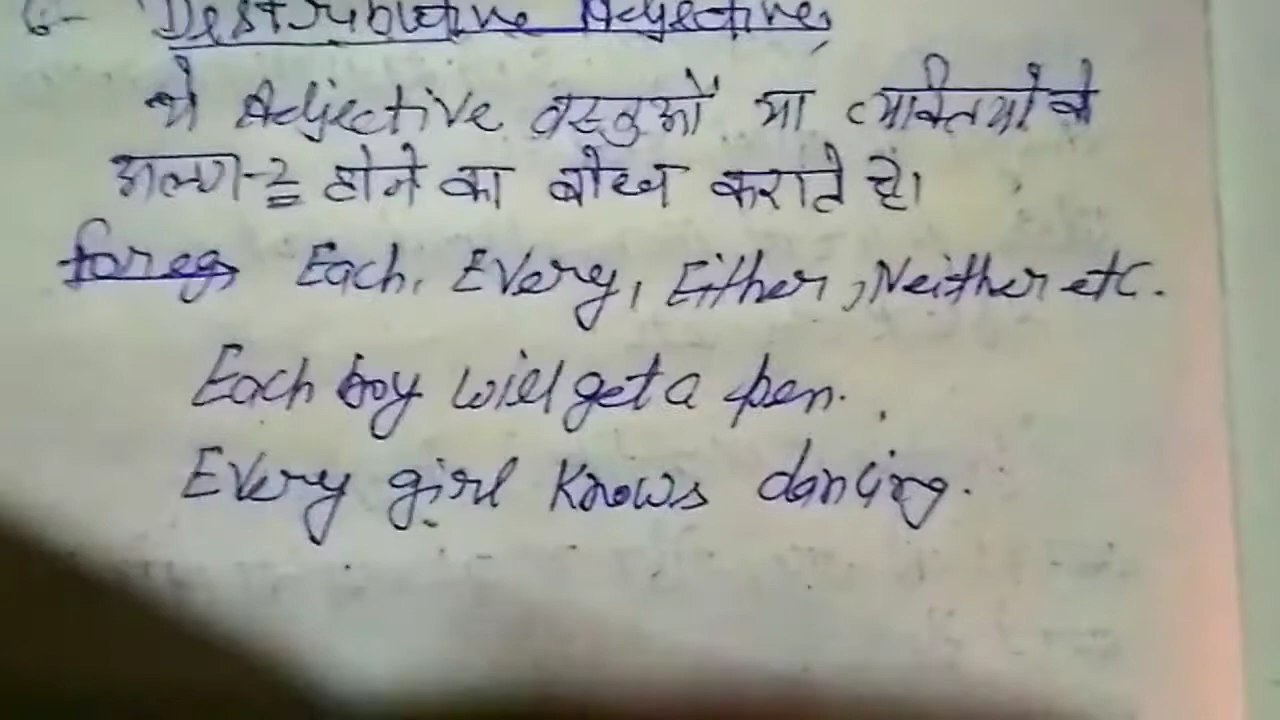 6- Distributive Adjective,
ये Adjective वस्तुओं या व्यक्तियों के
अलग-२ होने का बोध कराते है।
for eg, Each, Every, Either, Neither etc.
Each boy will get a pen.
Every girl knows dancing.